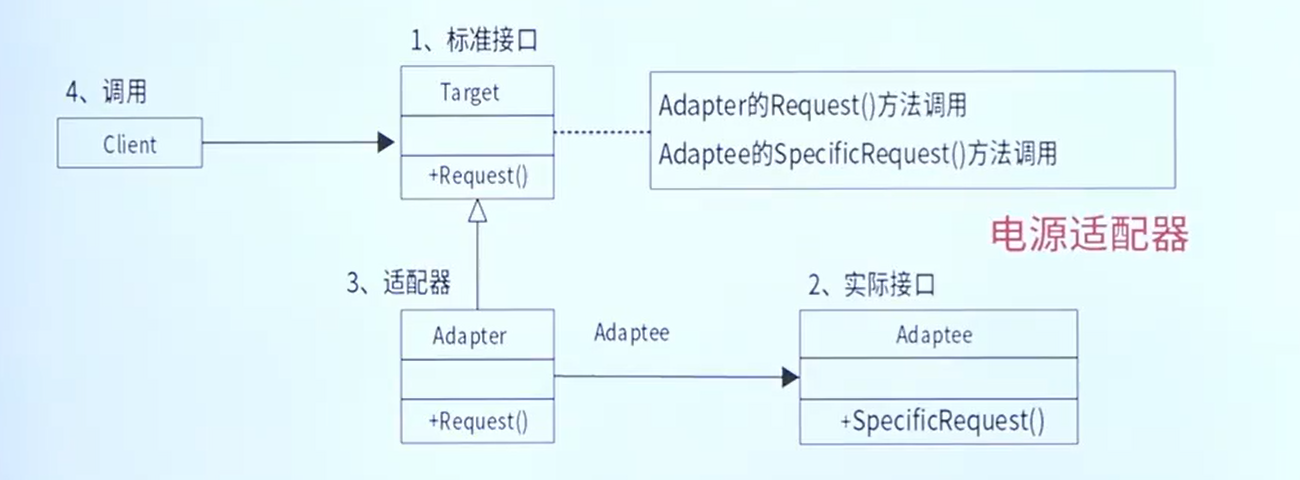 1、标准接口
4、调用
Target
Client
+Request()
Adapter的Request()方法调用
Adaptee的SpecificRequest()方法调用
电源适配器
3、适配器
2、实际接口
Adapter
Adaptee
Adaptee
+Request()
+SpecificRequest()